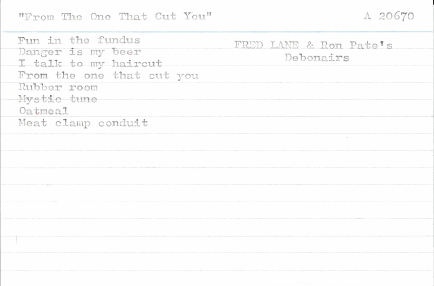 "From The One That Cut You" A 20670
Fun in the fundus
Danger is my beer
I talk to my haircut
From the one that cut you
Rubber room
Mystic tune
Oatmeal
Meat clamp conduit
FRED LANE & Ron Pate's
Debonairs